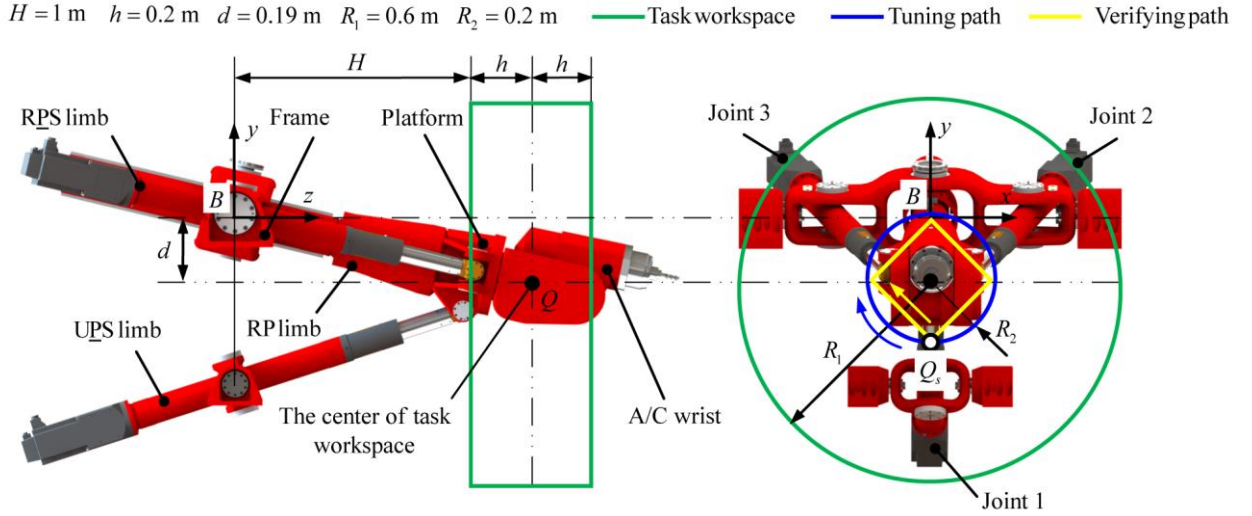 H = 1 m h = 0.2 m d = 0.19 m R₁ = 0.6 m R₂ = 0.2 m
Task workspace
Tuning path
Verifying path
H
h
h
RPS limb
y
Frame
Platform
B
z
d
Q
RP limb
UPS limb
The center of task
workspace
A/C wrist
Joint 3
y
Joint 2
B
x
R₁
R₂
Qₛ
Joint 1